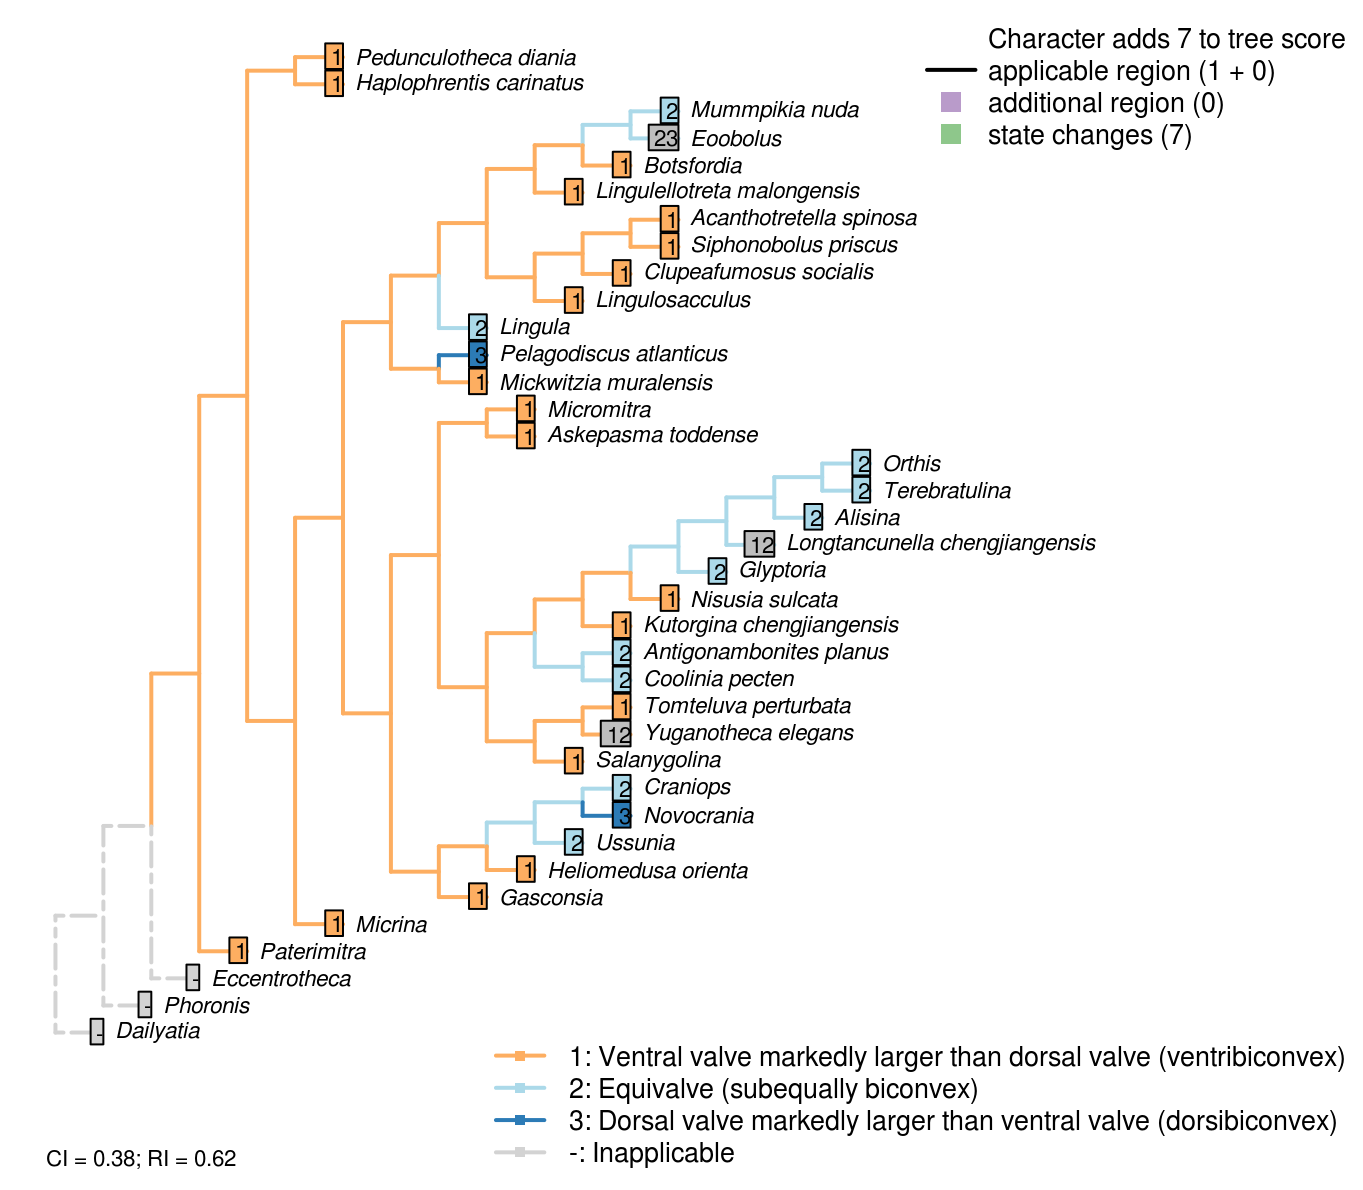 Character adds 7 to tree score
applicable region (1 + 0)
additional region (0)
state changes (7)
1 Pedunculotheca diania
1 Haplophrentis carinatus
2 Mummpikia nuda
23 Eoobolus
1 Botsfordia
1 Lingulellotreta malongensis
1 Acanthotretella spinosa
1 Siphonobolus priscus
1 Clupeafumosus socialis
1 Lingulosacculus
2 Lingula
3 Pelagodiscus atlanticus
1 Mickwitzia muralensis
1 Micromitra
1 Askepasma toddense
2 Orthis
2 Terebratulina
2 Alisina
12 Longtancunella chengjiangensis
2 Glyptoria
1 Nisusia sulcata
1 Kutorgina chengjiangensis
2 Antigonambonites planus
2 Coolinia pecten
1 Tomteluva perturbata
12 Yuganotheca elegans
1 Salanygolina
2 Craniops
3 Novocrania
2 Ussunia
1 Heliomedusa orienta
1 Gasconsia
1 Micrina
1 Paterimitra
- Eccentrotheca
- Phoronis
- Dailyatia
1: Ventral valve markedly larger than dorsal valve (ventribiconvex)
2: Equivalve (subequally biconvex)
3: Dorsal valve markedly larger than ventral valve (dorsibiconvex)
-: Inapplicable
CI = 0.38; RI = 0.62